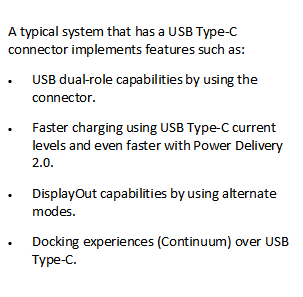 A typical system that has a USB Type-C
connector implements features such as:
• USB dual-role capabilities by using the
connector.
• Faster charging using USB Type-C current
levels and even faster with Power Delivery
2.0.
• DisplayOut capabilities by using alternate
modes.
• Docking experiences (Continuum) over USB
Type-C.